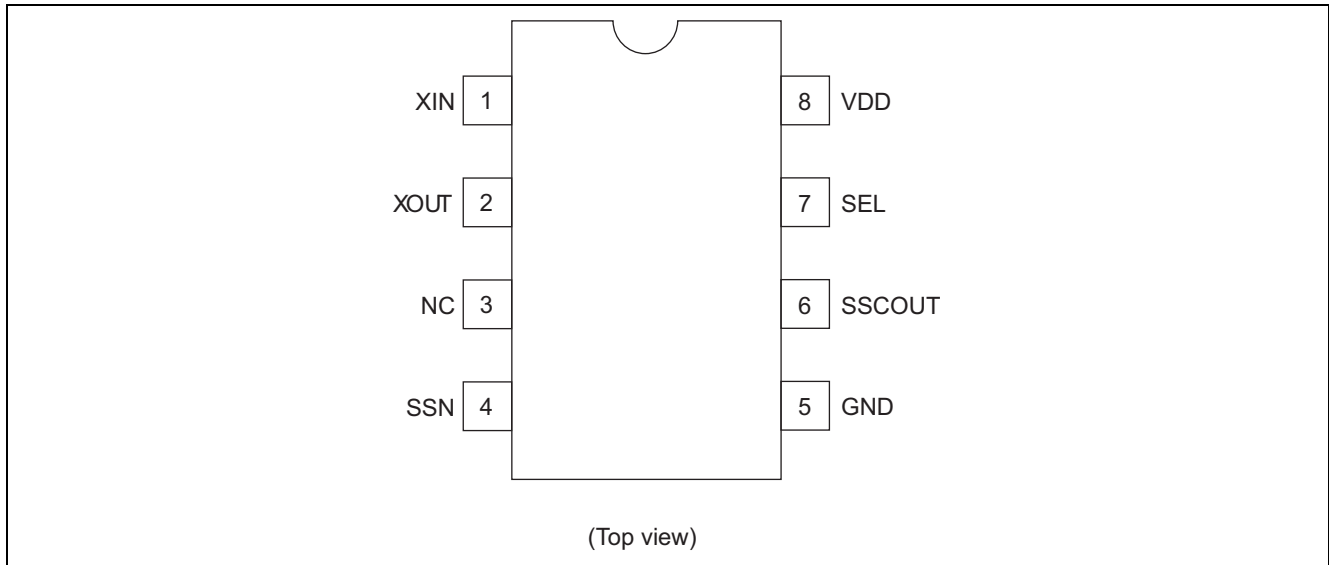 XIN 1 8 VDD
XOUT 2 7 SEL
NC 3 6 SSCOUT
SSN 4 5 GND
(Top view)